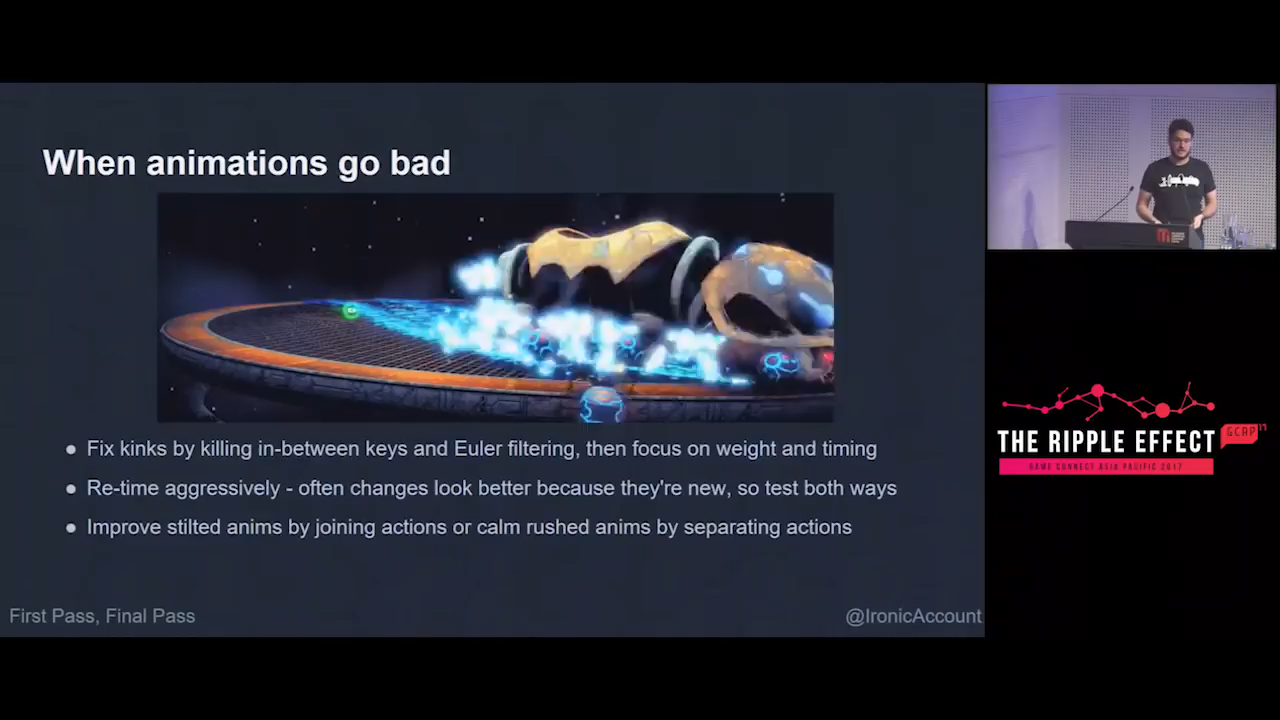 When animations go bad
● Fix kinks by killing in-between keys and Euler filtering, then focus on weight and timing
● Re-time aggressively - often changes look better because they're new, so test both ways
● Improve stilted anims by joining actions or calm rushed anims by separating actions
First Pass, Final Pass
@IronicAccount
THE RIPPLE EFFECT
GCAP
GAME CONNECT ASIA PACIFIC 2017